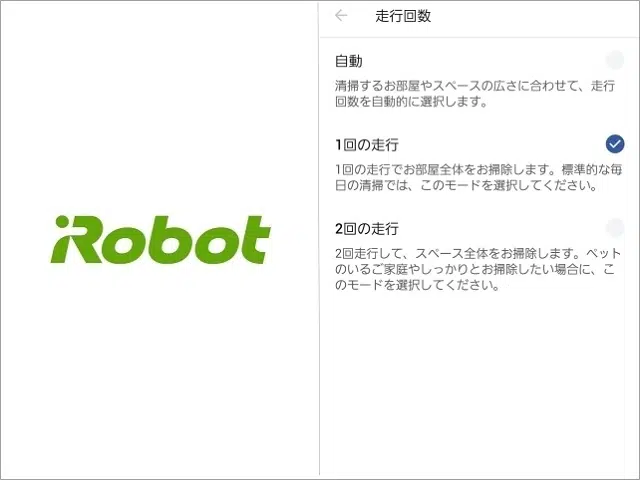 iRobot
走行回数
自動
清掃するお部屋やスペースの広さに合わせて、走行
回数を自動的に選択します。
1回の走行
1回の走行でお部屋全体をお掃除します。標準的な毎
日の清掃では、このモードを選択してください。
2回の走行
2回走行して、スペース全体をお掃除します。ペット
のいるご家庭やしっかりとお掃除したい場合に、こ
のモードを選択してください。